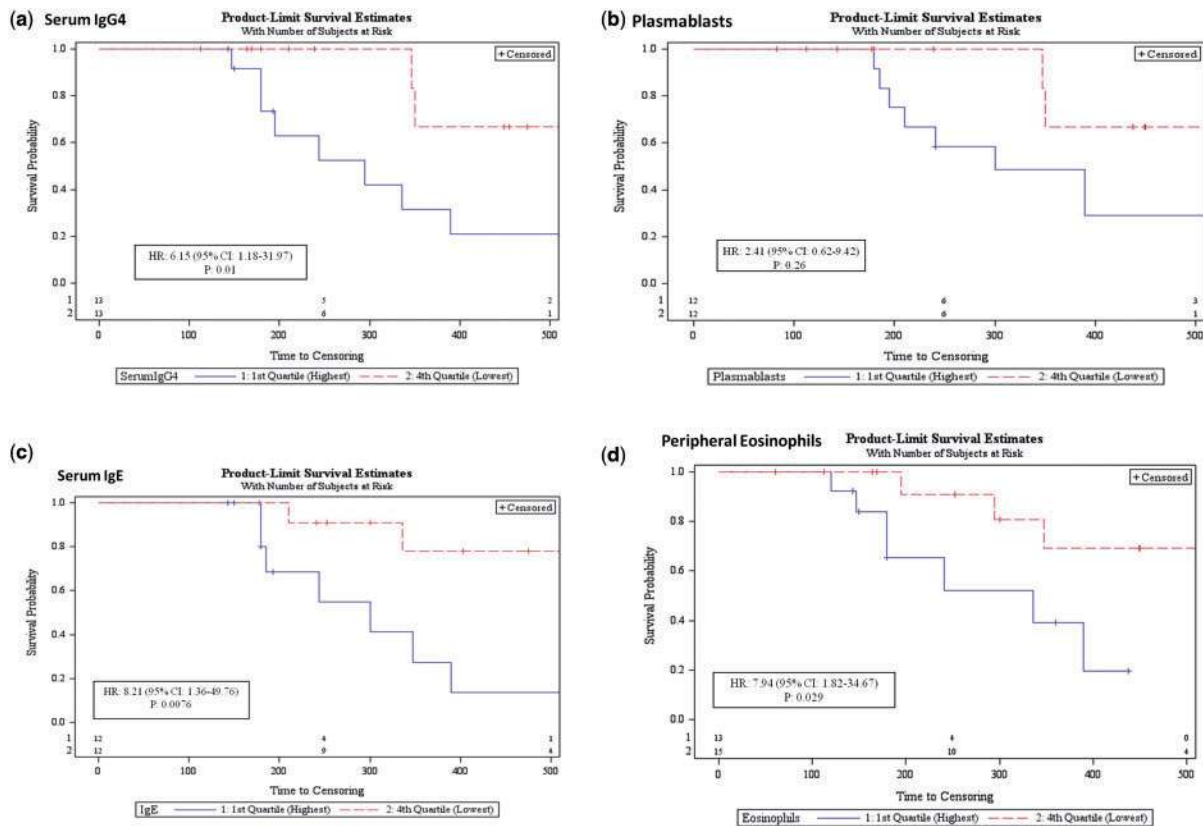 (a) Serum IgG4
Product-Limit Survival Estimates
With Number of Subjects at Risk
+ Censored
Survival Probability
1.0
0.8
0.6
0.4
0.2
0.0
HR: 6.15 (95% CI: 1.18-31.97)
P: 0.01
1 13 5 2
2 13 6 1
0 100 200 300 400 500
Time to Censoring
SerumIgG4 1: 1st Quartile (Highest) 2: 4th Quartile (Lowest)
(b) Plasmablasts
Product-Limit Survival Estimates
With Number of Subjects at Risk
+ Censored
Survival Probability
1.0
0.8
0.6
0.4
0.2
0.0
HR: 2.41 (95% CI: 0.62-9.42)
P: 0.26
1 12 6 3
2 12 6 1
0 100 200 300 400 500
Time to Censoring
Plasmablasts 1: 1st Quartile (Highest) 2: 4th Quartile (Lowest)
(c) Serum IgE
Product-Limit Survival Estimates
With Number of Subjects at Risk
+ Censored
Survival Probability
1.0
0.8
0.6
0.4
0.2
0.0
HR: 8.21 (95% CI: 1.36-49.76)
P: 0.0076
1 12 4 1
2 12 9 4
0 100 200 300 400 500
Time to Censoring
IgE 1: 1st Quartile (Highest) 2: 4th Quartile (Lowest)
(d) Peripheral Eosinophils
Product-Limit Survival Estimates
With Number of Subjects at Risk
+ Censored
Survival Probability
1.0
0.8
0.6
0.4
0.2
0.0
HR: 7.94 (95% CI: 1.82-34.67)
P: 0.029
1 13 4 0
2 15 10 4
0 100 200 300 400 500
Time to Censoring
Eosinophils 1: 1st Quartile (Highest) 2: 4th Quartile (Lowest)